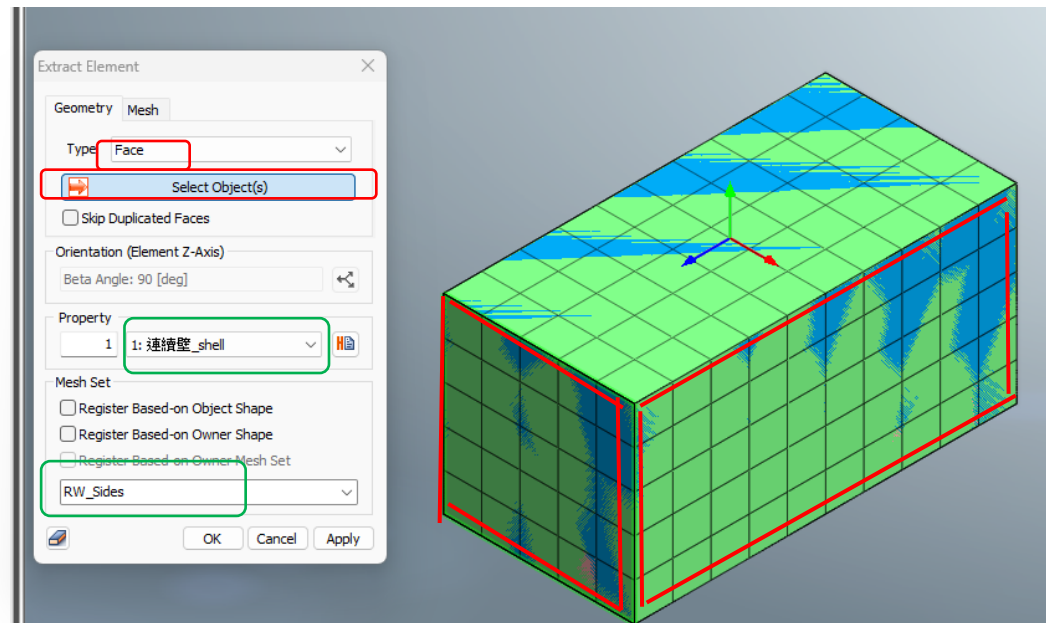 Extract Element
Geometry Mesh
Type Face
Select Object(s)
Skip Duplicated Faces
Orientation (Element Z-Axis)
Beta Angle: 90 [deg]
Property
1 1: 連續壁_shell
Mesh Set
Register Based-on Object Shape
Register Based-on Owner Shape
Register Based-on Owner Mesh Set
RW_Sides
OK Cancel Apply